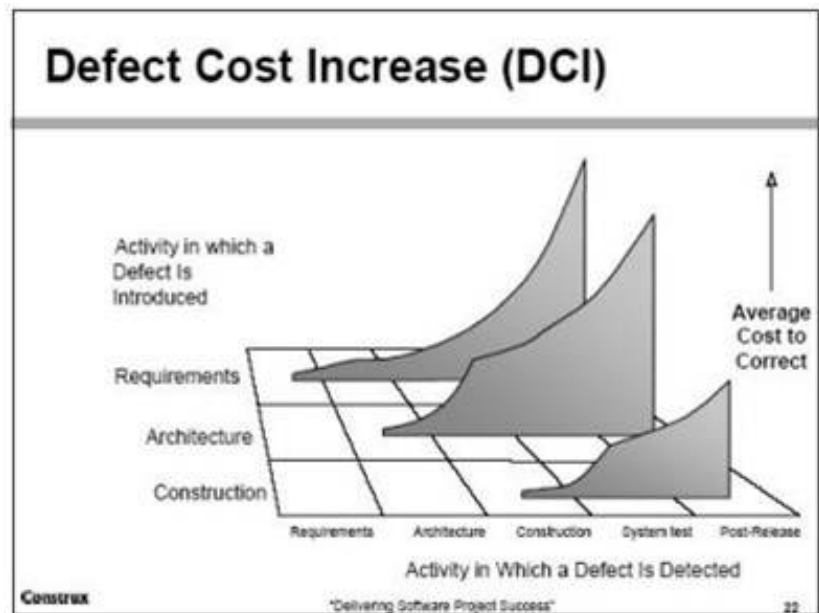 Defect Cost Increase (DCI)
Activity in which a
Defect Is
Introduced
Average
Cost to
Correct
Requirements
Architecture
Construction
Requirements
Architecture
Construction
System test
Post-Release
Activity in Which a Defect Is Detected
Construx
"Delivering Software Project Success"
22